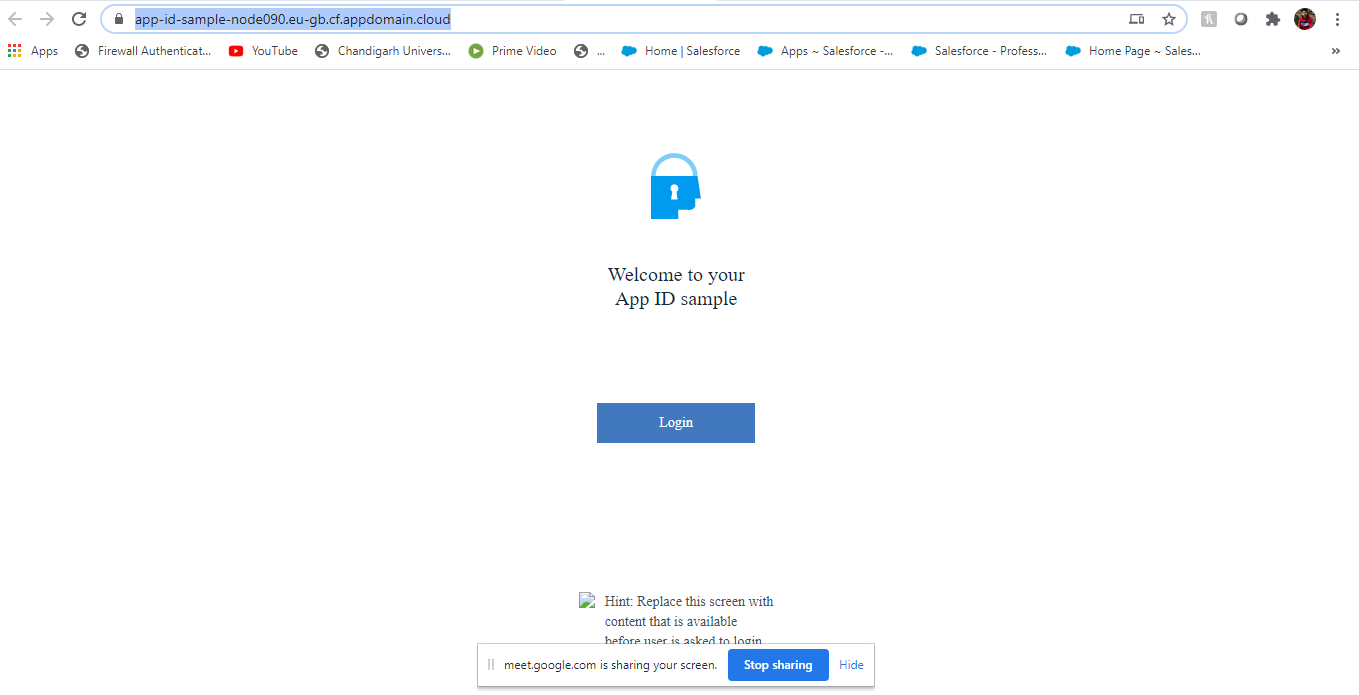 app-id-sample-node090.eu-gb.cf.appdomain.cloud
Apps Firewall Authenticat... YouTube Chandigarh Univers... Prime Video ... Home | Salesforce Apps ~ Salesforce -... Salesforce - Profess... Home Page ~ Sales... »
Welcome to your
App ID sample
Login
Hint: Replace this screen with
content that is available
before user is asked to login
meet.google.com is sharing your screen. Stop sharing Hide